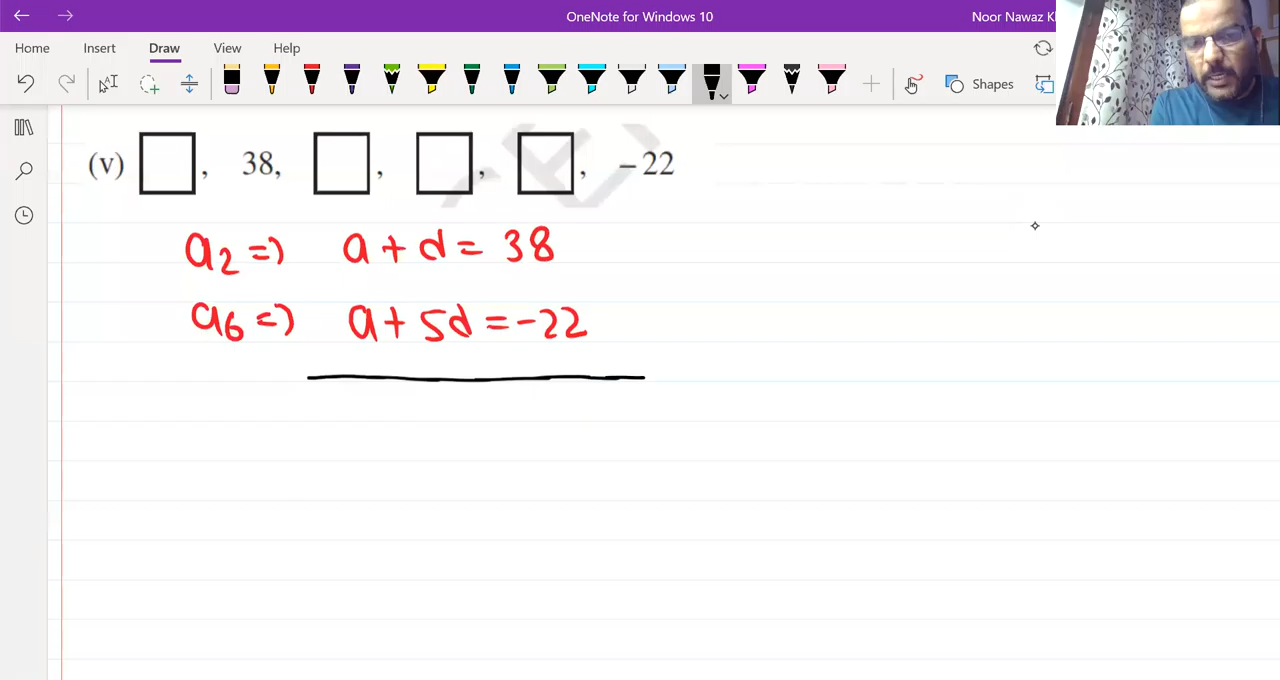 OneNote for Windows 10
Noor Nawaz Kh
Home Insert Draw View Help
Shapes
(v) , 38, , , , – 22
a2 => a + d = 38
a6 => a + 5d = -22